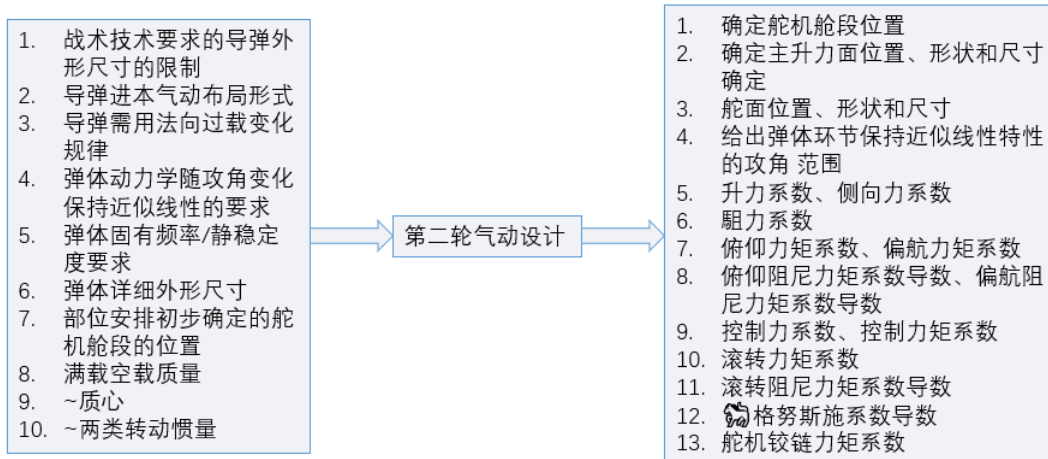 1. 战术技术要求的导弹外
形尺寸的限制
2. 导弹进本气动布局形式
3. 导弹需用法向过载变化
规律
4. 弹体动力学随攻角变化
保持近似线性的要求
5. 弹体固有频率/静稳定
度要求
6. 弹体详细外形尺寸
7. 部位安排初步确定的舵
机舱段的位置
8. 满载空载质量
9. ~质心
10. ~两类转动惯量
第二轮气动设计
1. 确定舵机舱段位置
2. 确定主升力面位置、形状和尺寸
确定
3. 舵面位置、形状和尺寸
4. 给出弹体环节保持近似线性特性
的攻角 范围
5. 升力系数、侧向力系数
6. 駔力系数
7. 俯仰力矩系数、偏航力矩系数
8. 俯仰阻尼力矩系数导数、偏航阻
尼力矩系数导数
9. 控制力系数、控制力矩系数
10. 滚转力矩系数
11. 滚转阻尼力矩系数导数
12. 格努斯施系数导数
13. 舵机铰链力矩系数